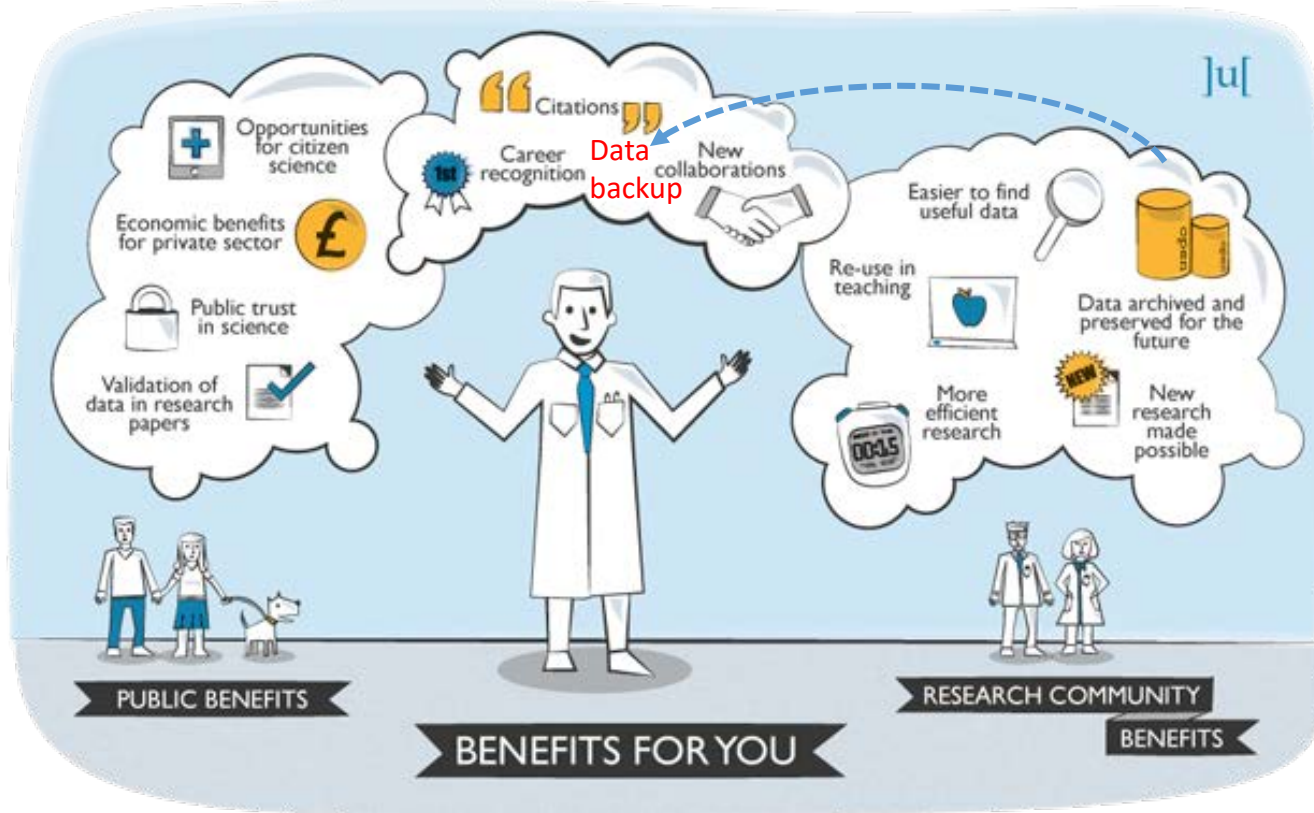 ]u[
Opportunities
for citizen
science
Economic benefits
for private sector
£
Public trust
in science
Validation of
data in research
papers
Citations
1st
Career
recognition
Data
backup
New
collaborations
Easier to find
useful data
open
open
Re-use in
teaching
Data archived and
preserved for the
future
More
efficient
research
00:15
NEW
New
research
made
possible
PUBLIC BENEFITS
BENEFITS FOR YOU
RESEARCH COMMUNITY
BENEFITS